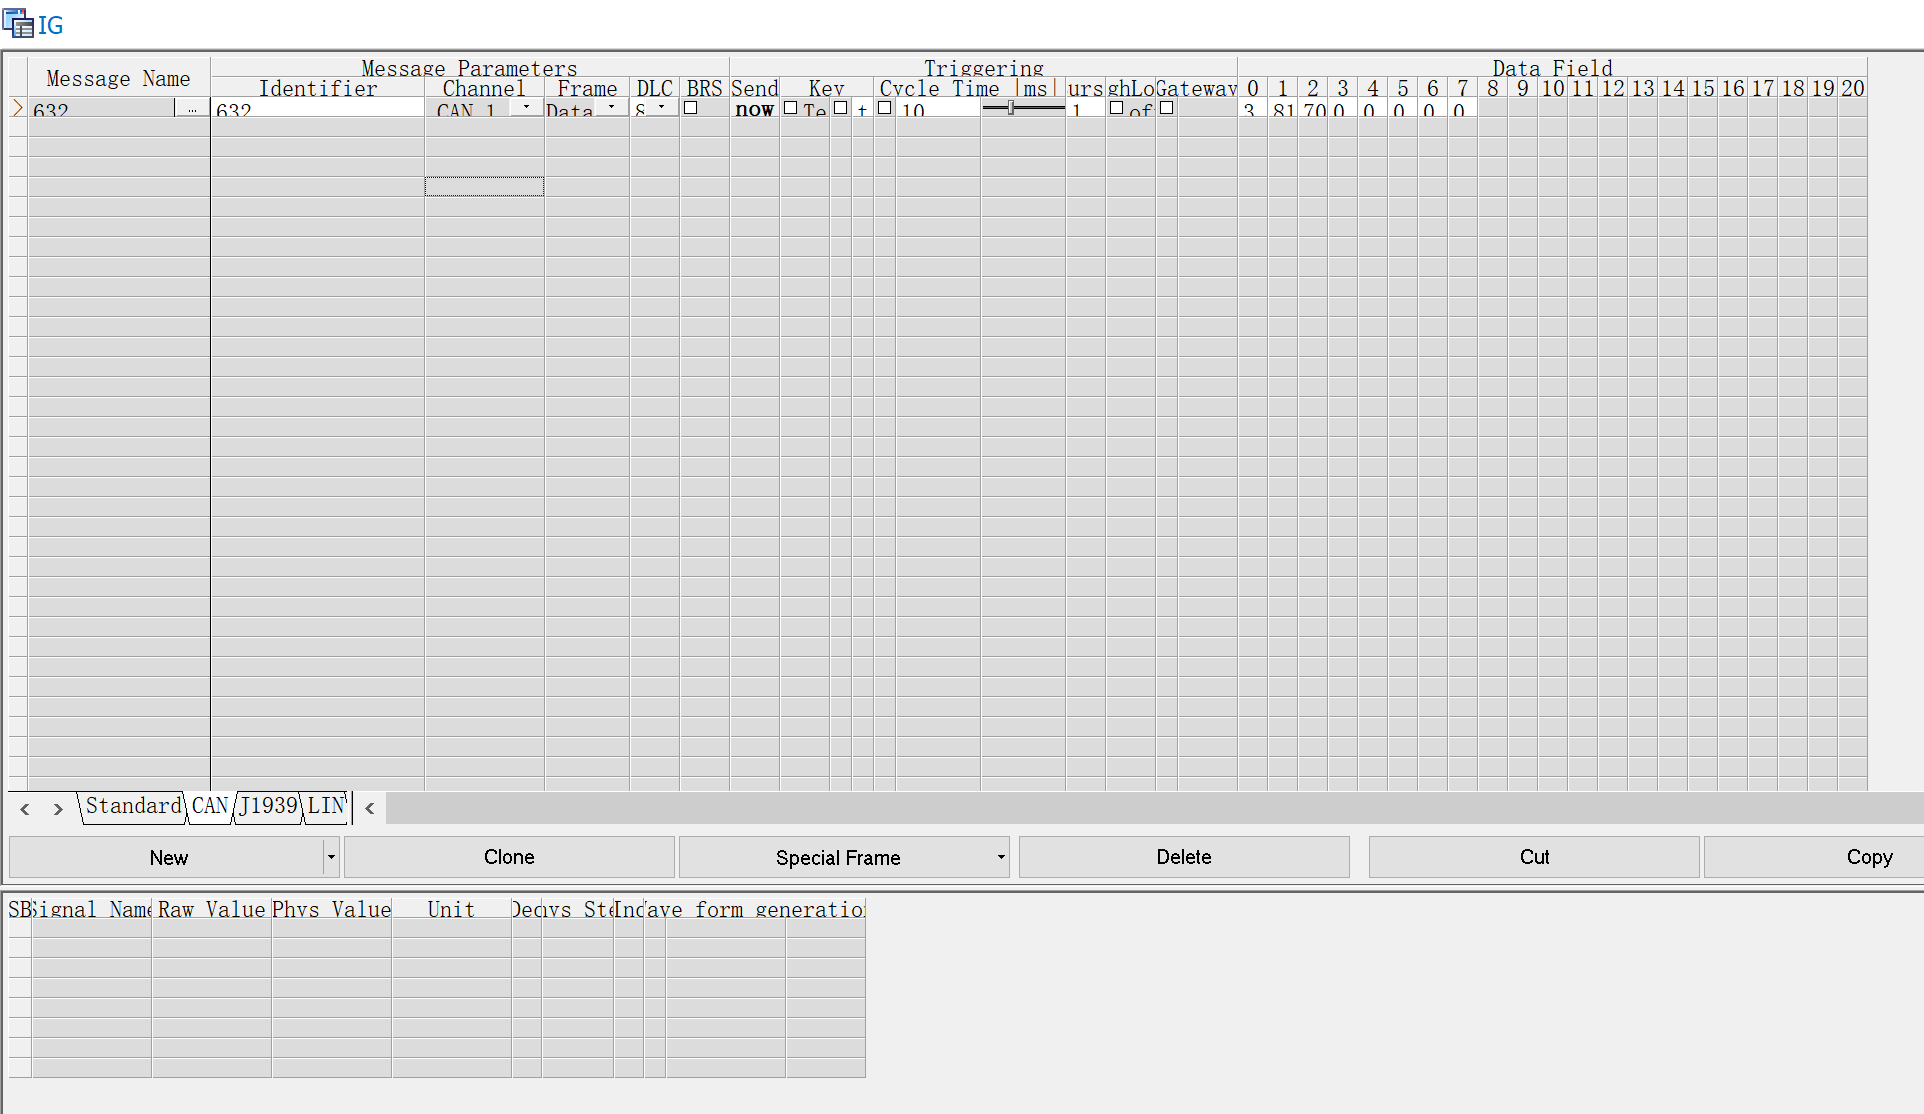 IG
Message Name Message Parameters Triggering Data Field
Identifier Channel Frame DLC BRS Send Key Cycle Time [ms] urs ghLo Gateway 0 1 2 3 4 5 6 7 8 9 10 11 12 13 14 15 16 17 18 19 20
632 ... 632 CAN 1 Data 8 now Te t 10 1 of 3 81 70 0 0 0 0 0
Standard CAN J1939 LIN
New Clone Special Frame Delete Cut Copy
SB Signal Name Raw Value Phys Value Unit Dec hys Ste Inc Wave form generation